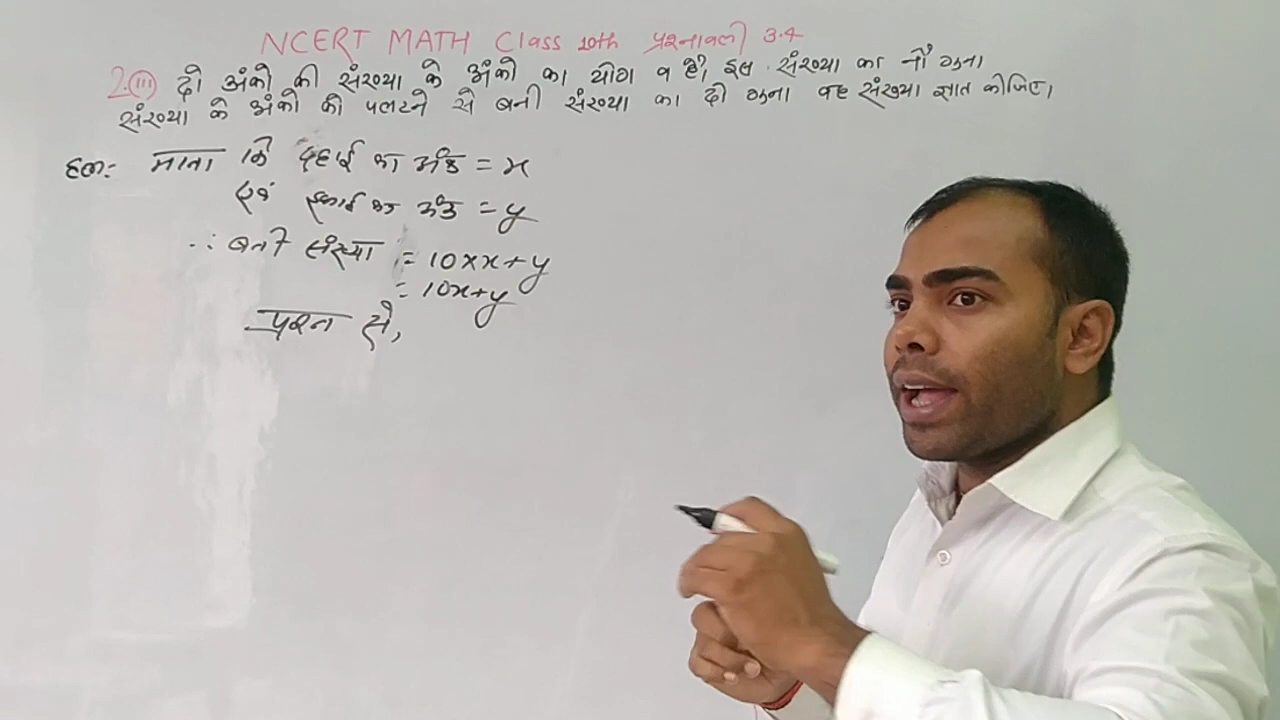 NCERT MATH Class 10th प्रश्नावली 3.4
2.(iii) दो अंको की संख्या के अंको का योग 9 है, इस संख्या का नौ गुना
संख्या के अंको को पलटने से बनी संख्या का दो गुना वह संख्या ज्ञात कीजिए।
हल:- माना कि दहाई का अंक = x
एवं इकाई का अंक = y
∴ बनी संख्या = 10×x+y
= 10x+y
प्रश्न से,